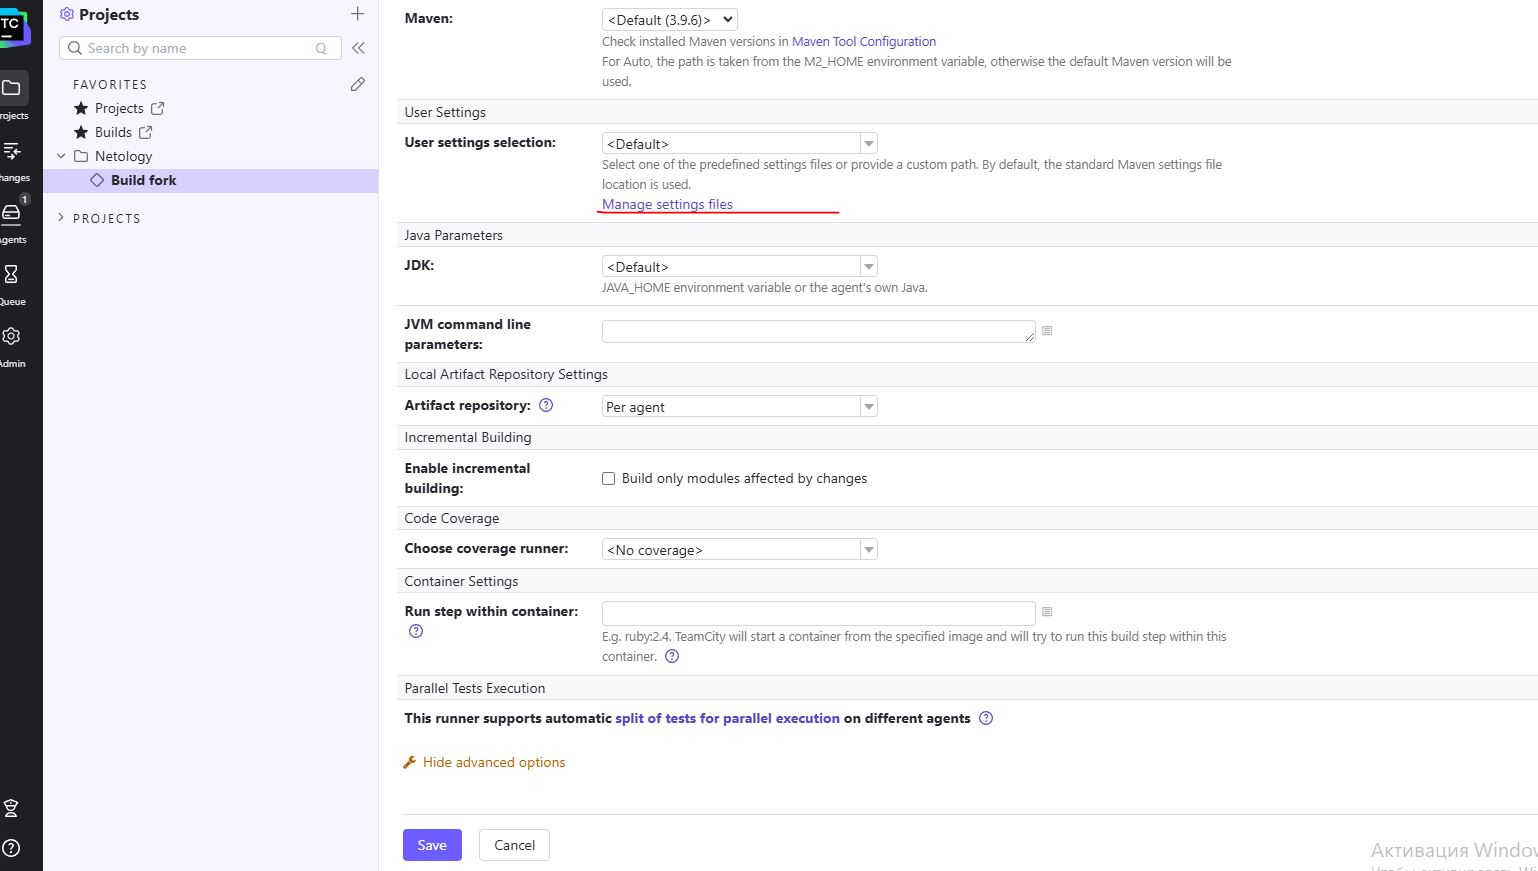 TC
Projects
Search by name
Q
FAVORITES
Projects
Builds
Netology
Build fork
PROJECTS
rojects
hanges
1
Agents
Queue
Admin
Maven:
<Default (3.9.6)>
Check installed Maven versions in Maven Tool Configuration
For Auto, the path is taken from the M2_HOME environment variable, otherwise the default Maven version will be
used.
User Settings
User settings selection:
<Default>
Select one of the predefined settings files or provide a custom path. By default, the standard Maven settings file
location is used.
Manage settings files
Java Parameters
JDK:
<Default>
JAVA_HOME environment variable or the agent's own Java.
JVM command line
parameters:
Local Artifact Repository Settings
Artifact repository:
Per agent
Incremental Building
Enable incremental
building:
Build only modules affected by changes
Code Coverage
Choose coverage runner:
<No coverage>
Container Settings
Run step within container:
E.g. ruby:2.4. TeamCity will start a container from the specified image and will try to run this build step within this
container.
Parallel Tests Execution
This runner supports automatic split of tests for parallel execution on different agents
Hide advanced options
Save
Cancel
Активация Window